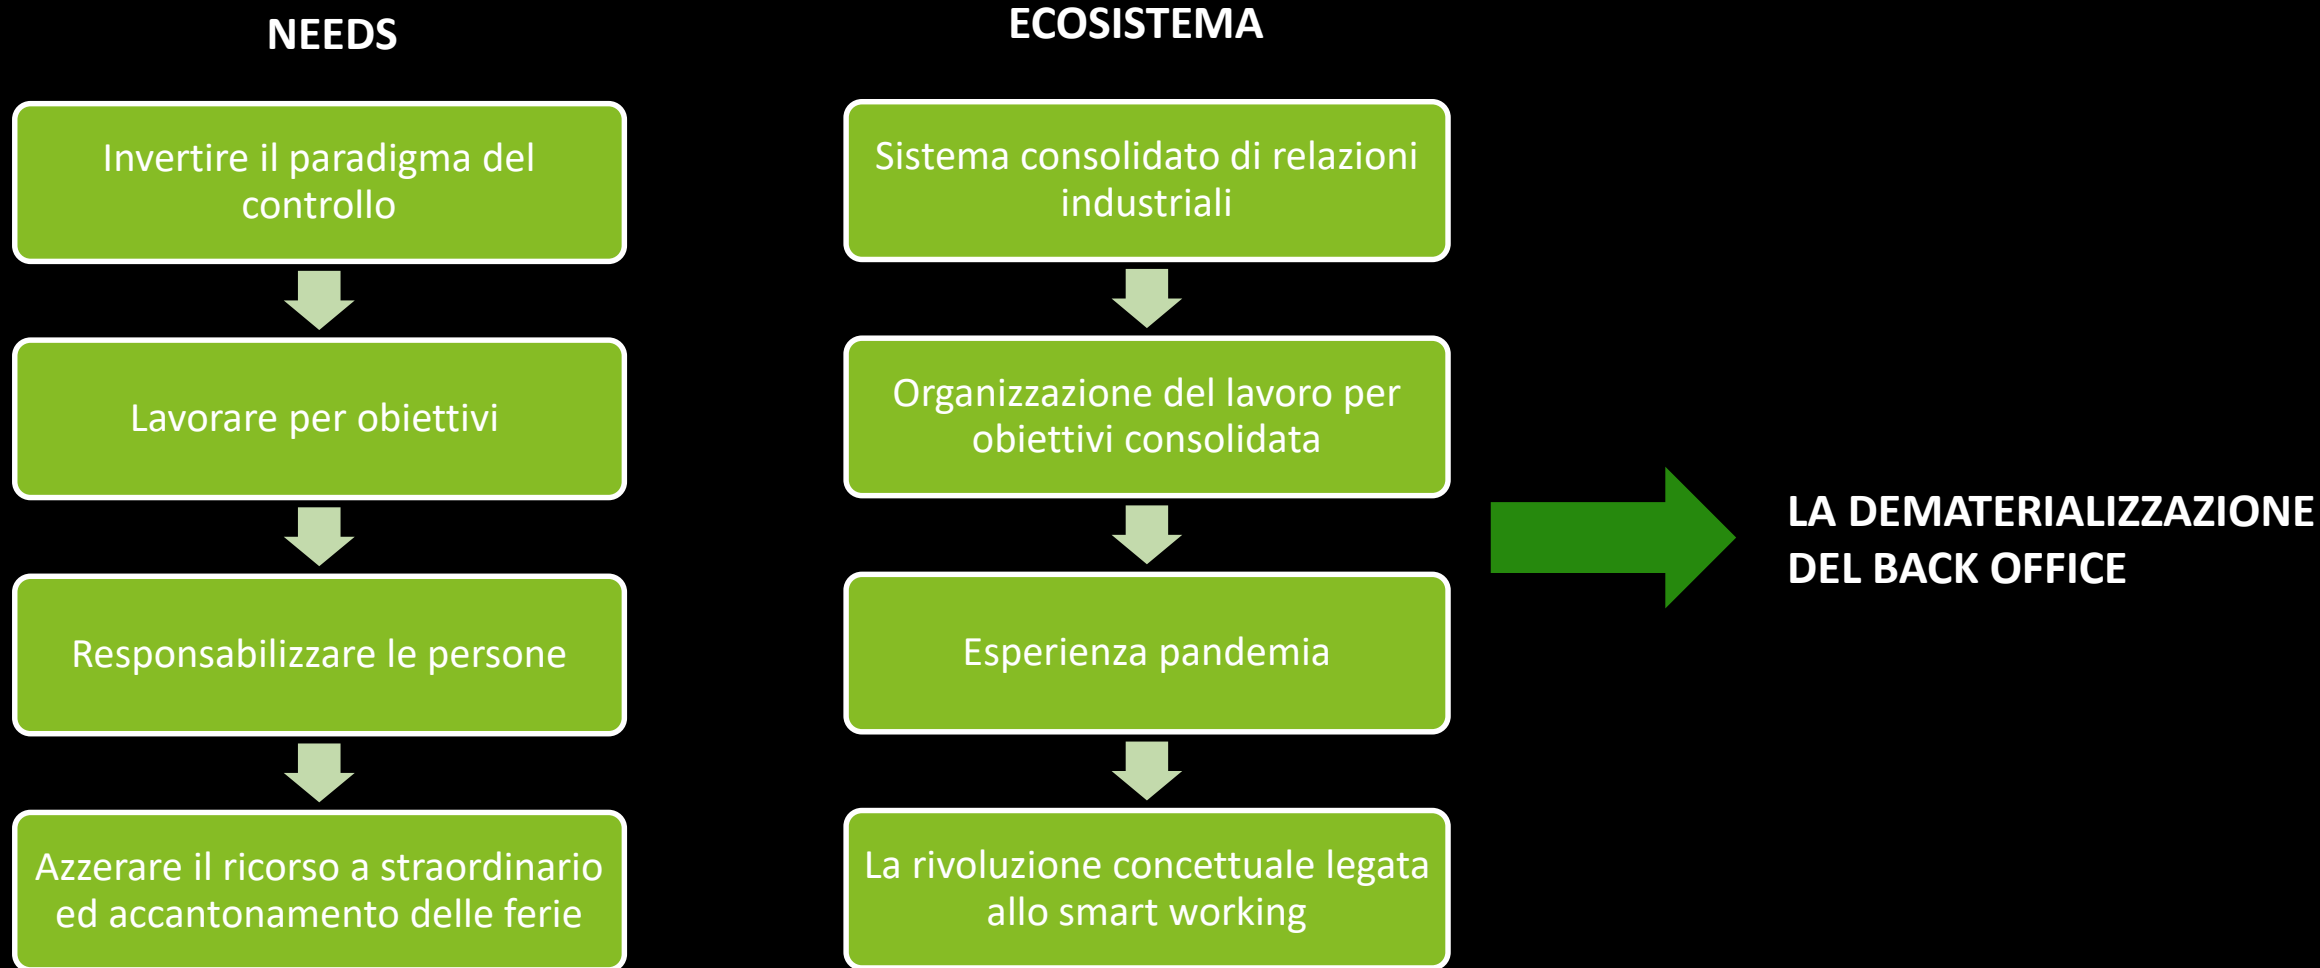 NEEDS
Invertire il paradigma del
controllo
Lavorare per obiettivi
Responsabilizzare le persone
Azzerare il ricorso a straordinario
ed accantonamento delle ferie
ECOSISTEMA
Sistema consolidato di relazioni
industriali
Organizzazione del lavoro per
obiettivi consolidata
Esperienza pandemia
La rivoluzione concettuale legata
allo smart working
LA DEMATERIALIZZAZIONE
DEL BACK OFFICE